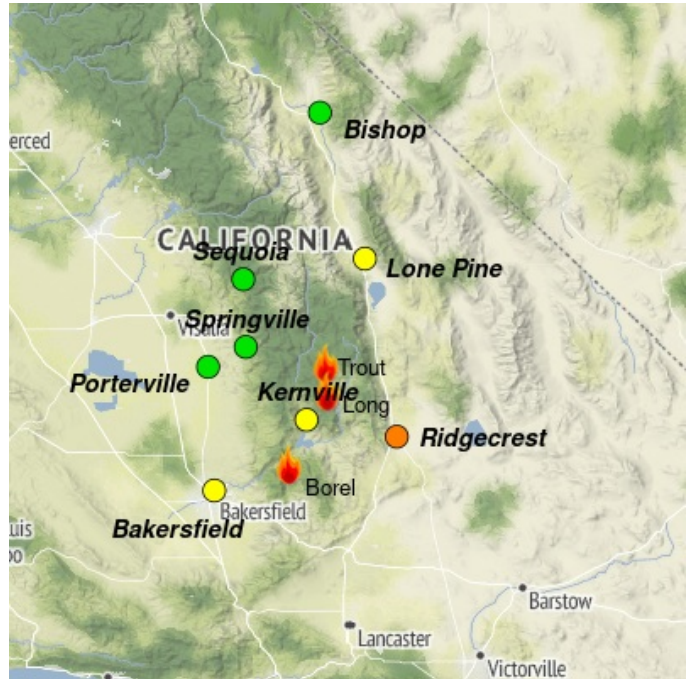 Bishop
erced
CALIFORNIA
Sequoia
Lone Pine
Springville
Visalia
Trout
Porterville
Kernville
Long
Ridgecrest
Borel
Bakersfield
Bakersfield
uis
bo
Barstow
Lancaster
Victorville